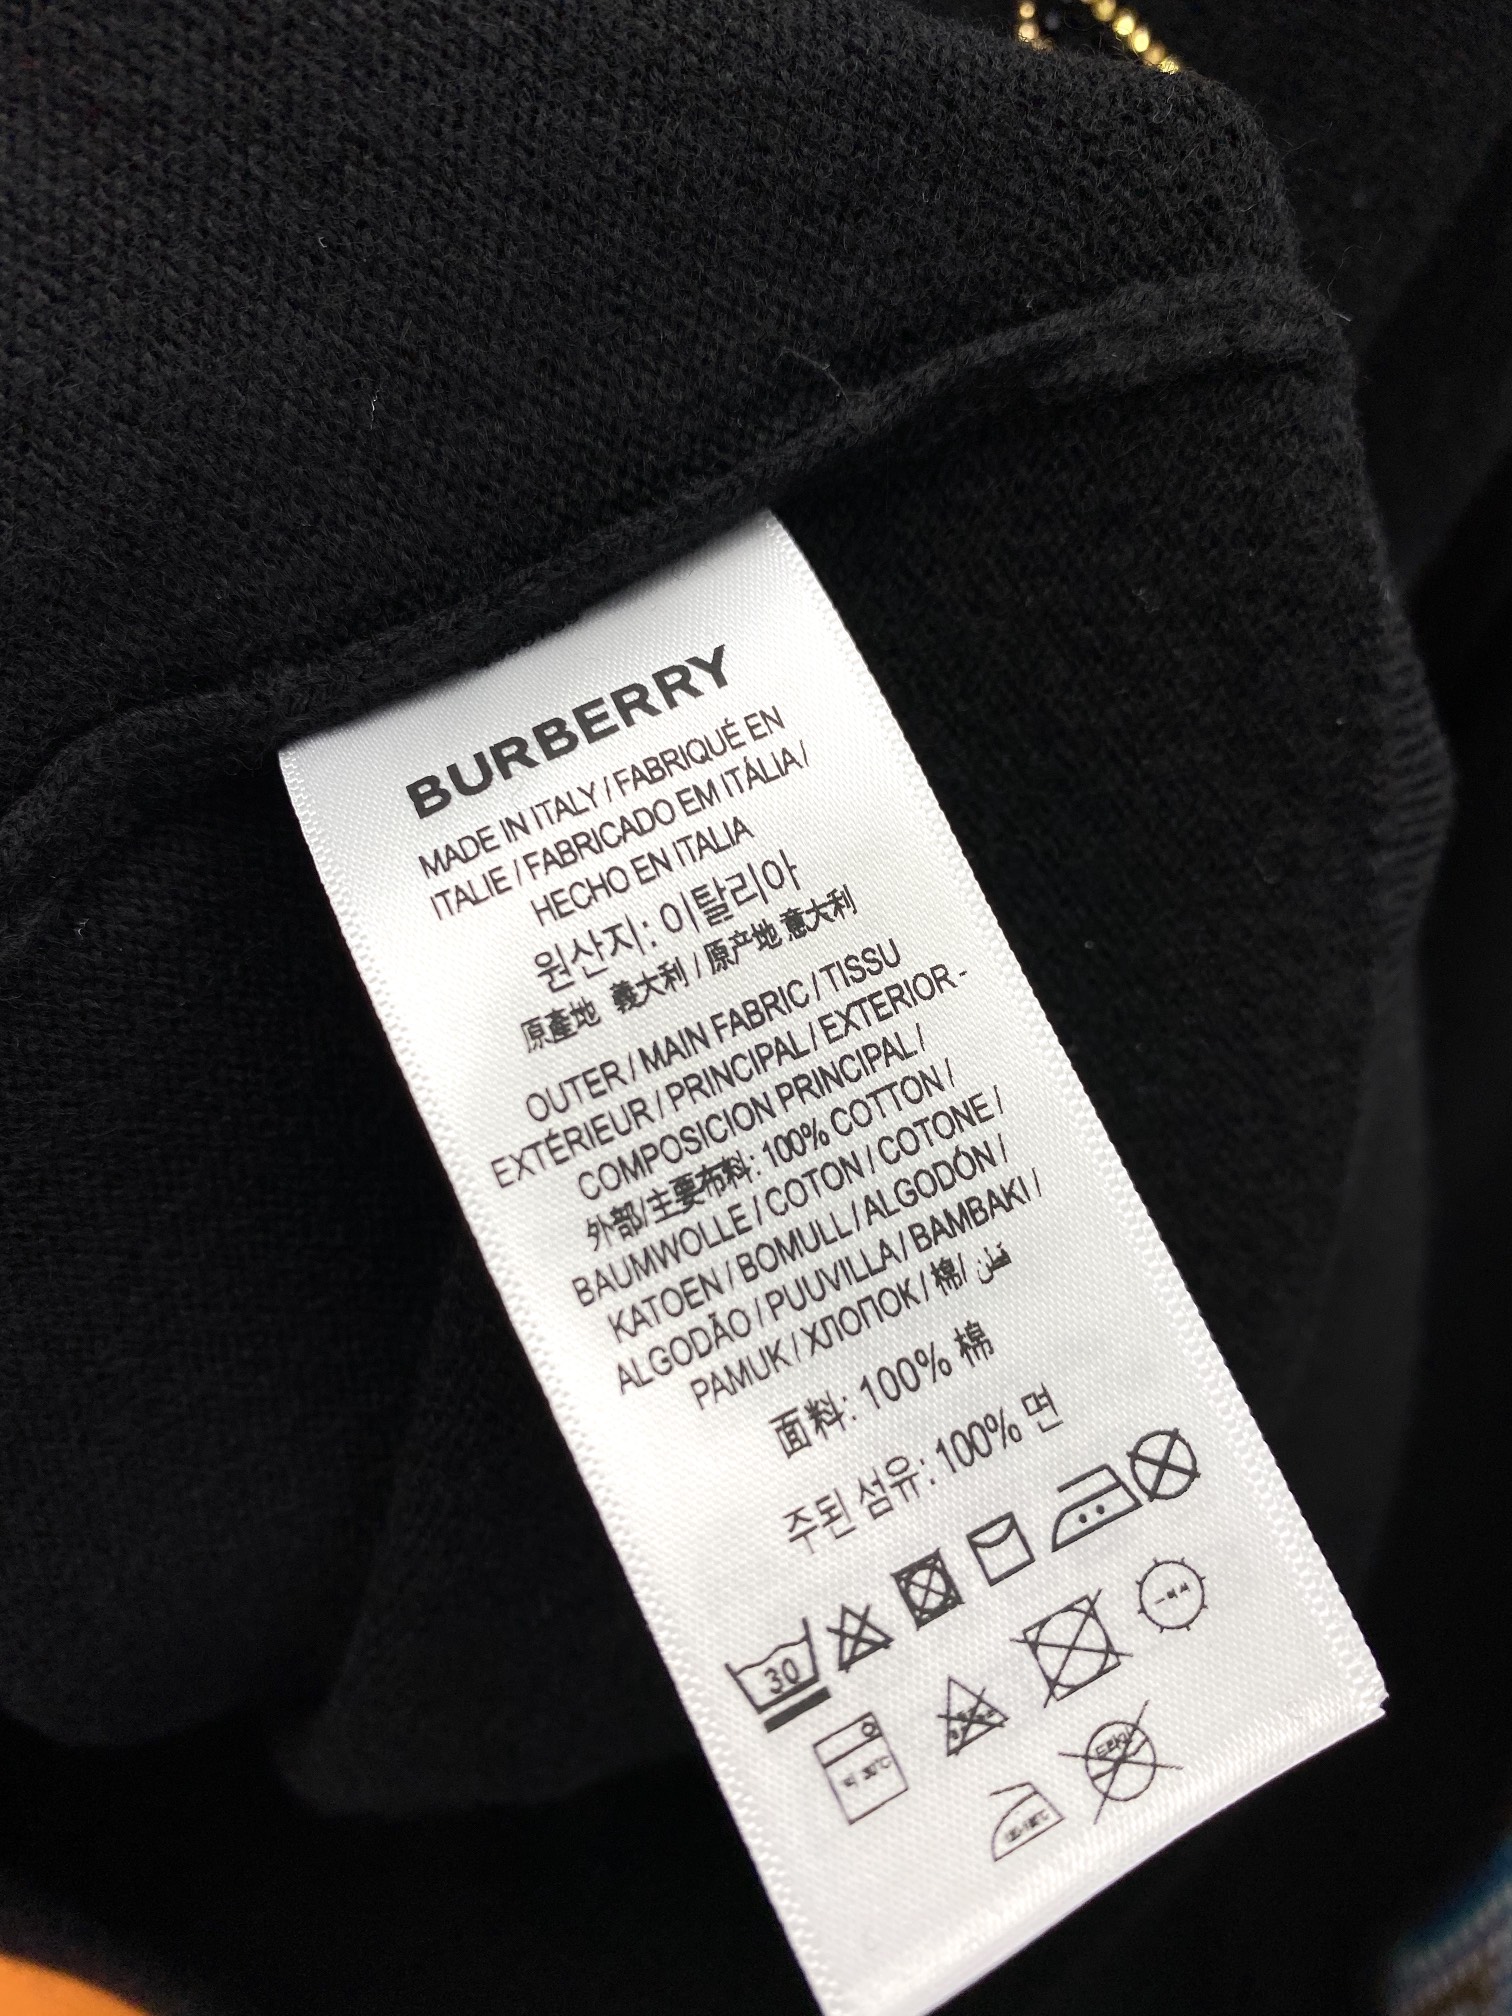 BURBERRY
MADE IN ITALY / FABRIQUÉ EN
ITALIE / FABRICADO EM ITÁLIA /
HECHO EN ITALIA
원산지: 이탈리아
原產地 義大利 / 原产地 意大利
OUTER / MAIN FABRIC / TISSU
EXTÉRIEUR / PRINCIPAL / EXTERIOR -
COMPOSICION PRINCIPAL /
外部/主要布料: 100% COTTON /
BAUMWOLLE / COTON / COTONE /
KATOEN / BOMULL / ALGODÓN /
ALGODÃO / PUUVILLA / BAMBAKI /
PAMUK / ХЛОПОК / 棉/ قطن
面料: 100% 棉
주된 섬유: 100% 면
30
드라이